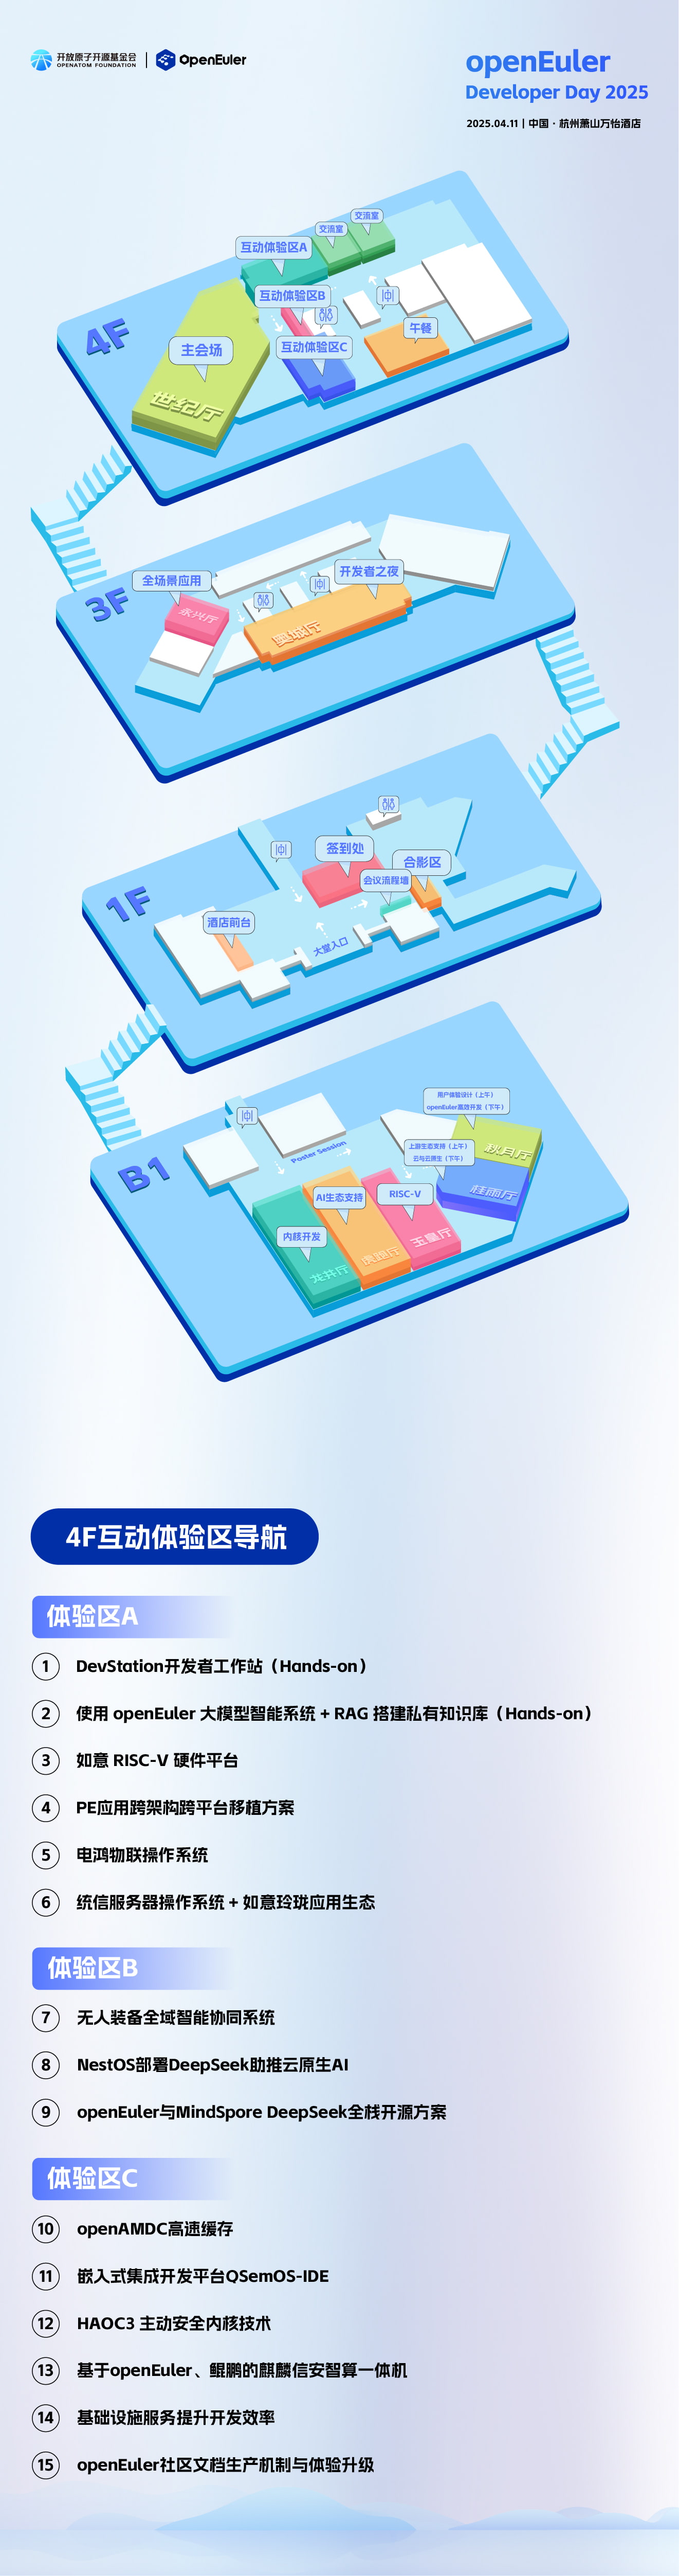 开放原子开源基金会
OPENATOM FOUNDATION
OpenEuler
openEuler
Developer Day 2025
2025.04.11 | 中国 · 杭州萧山万怡酒店
交流室
交流室
互动体验区A
互动体验区B
午餐
4F
主会场
互动体验区C
世纪厅
开发者之夜
全场景应用
3F
永兴厅
奥城厅
签到处
合影区
会议流程墙
1F
酒店前台
大堂入口
用户体验设计（上午）
openEuler高效开发（下午）
Poster Session
上游生态支持（上午）
云与云原生（下午）
秋月厅
B1
AI生态支持
RISC-V
桂雨厅
内核开发
玉皇厅
虎跑厅
龙井厅
4F互动体验区导航
体验区A
1 DevStation开发者工作站（Hands-on）
2 使用 openEuler 大模型智能系统 + RAG 搭建私有知识库（Hands-on）
3 如意 RISC-V 硬件平台
4 PE应用跨架构跨平台移植方案
5 电鸿物联操作系统
6 统信服务器操作系统 + 如意玲珑应用生态
体验区B
7 无人装备全域智能协同系统
8 NestOS部署DeepSeek助推云原生AI
9 openEuler与MindSpore DeepSeek全栈开源方案
体验区C
10 openAMDC高速缓存
11 嵌入式集成开发平台QSemOS-IDE
12 HAOC3 主动安全内核技术
13 基于openEuler、鲲鹏的麒麟信安智算一体机
14 基础设施服务提升开发效率
15 openEuler社区文档生产机制与体验升级